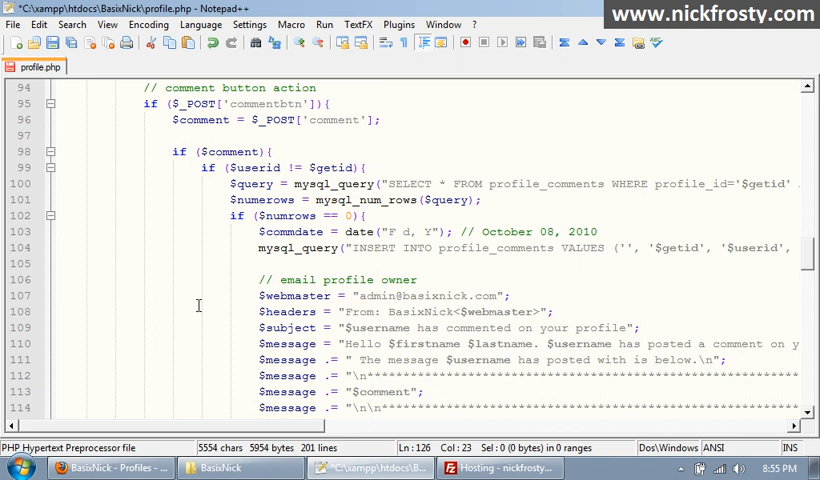 *C:\xampp\htdocs\BasixNick\profile.php - Notepad++
www.nickfrosty.com
File Edit Search View Encoding Language Settings Macro Run TextFX Plugins Window ?
profile.php
94 // comment button action
95 if ($_POST['commentbtn']){
96 $comment = $_POST['comment'];
97
98 if ($comment){
99 if ($userid != $getid){
100 $query = mysql_query("SELECT * FROM profile_comments WHERE profile_id='$getid'
101 $numerows = mysql_num_rows($query);
102 if ($numrows == 0){
103 $commdate = date("F d, Y"); // October 08, 2010
104 mysql_query("INSERT INTO profile_comments VALUES ('', '$getid', '$userid',
105
106 // email profile owner
107 $webmaster = "admin@basixnick.com";
108 $headers = "From: BasixNick<$webmaster>";
109 $subject = "$username has commented on your profile";
110 $message = "Hello $firstname $lastname. $username has posted a comment on y
111 $message .= " The message $username has posted with is below.\n";
112 $message .= "\n*****************************************************
113 $message .= "$comment";
114 $message .= "\n\n***************************************************
PHP Hypertext Preprocessor file 5554 chars 5954 bytes 201 lines Ln : 126 Col : 23 Sel : 0 (0 bytes) in 0 ranges Dos\Windows ANSI INS
BasixNick - Profiles - ... BasixNick *C:\xampp\htdocs\B... Hosting - nickfrosty... 8:55 PM